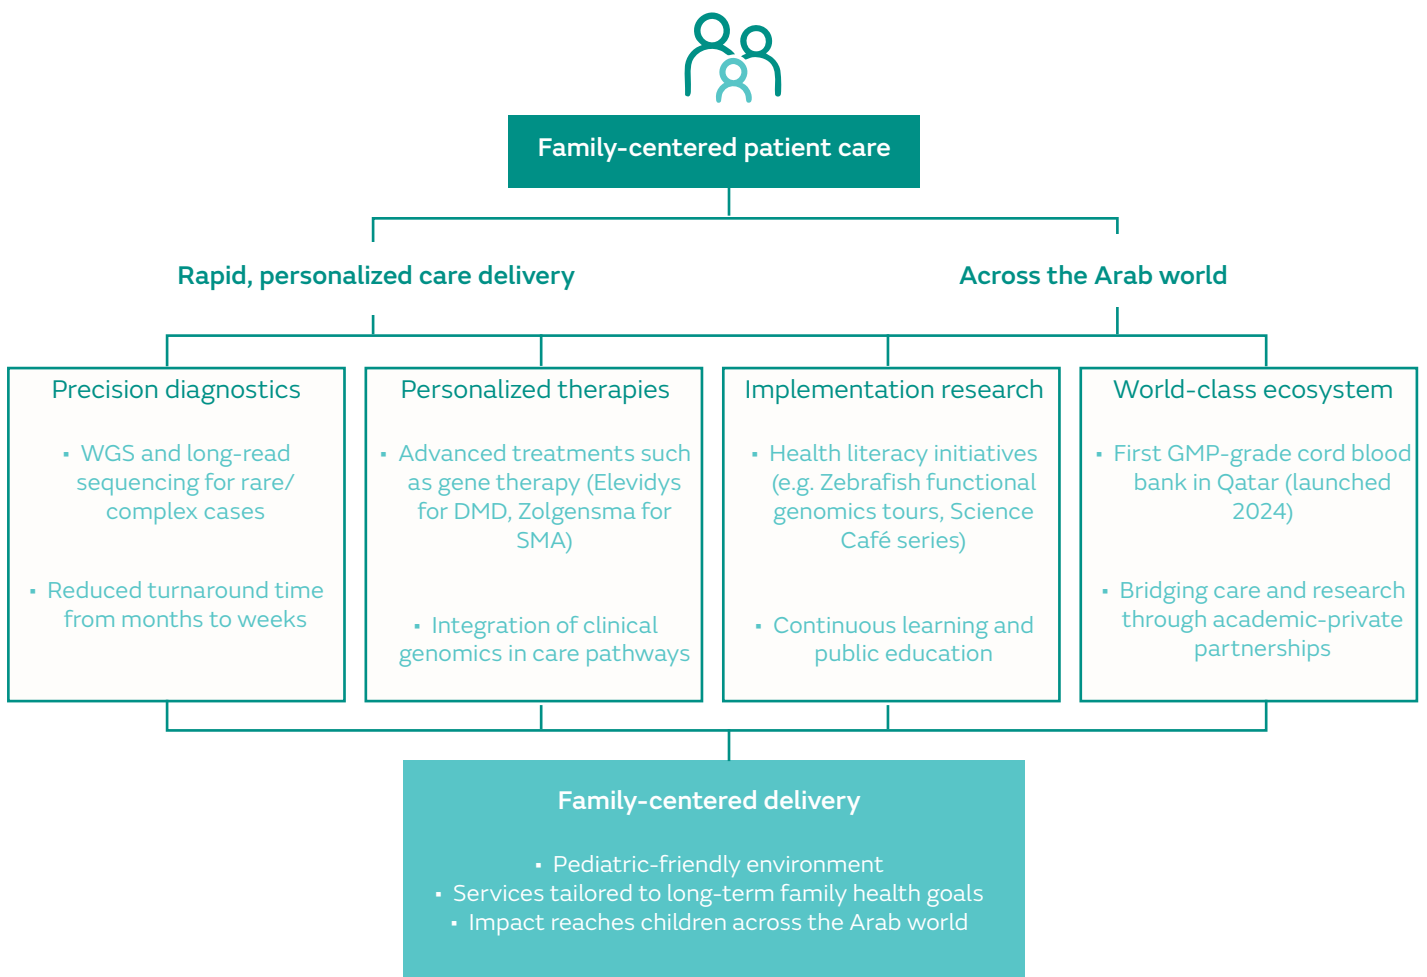 Family-centered patient care
Rapid, personalized care delivery
Across the Arab world
Precision diagnostics
▪ WGS and long-read
sequencing for rare/
complex cases
▪ Reduced turnaround time
from months to weeks
Personalized therapies
▪ Advanced treatments such
as gene therapy (Elevidys
for DMD, Zolgensma for
SMA)
▪ Integration of clinical
genomics in care pathways
Implementation research
▪ Health literacy initiatives
(e.g. Zebrafish functional
genomics tours, Science
Café series)
▪ Continuous learning and
public education
World-class ecosystem
▪ First GMP-grade cord blood
bank in Qatar (launched
2024)
▪ Bridging care and research
through academic-private
partnerships
Family-centered delivery
▪ Pediatric-friendly environment
▪ Services tailored to long-term family health goals
▪ Impact reaches children across the Arab world